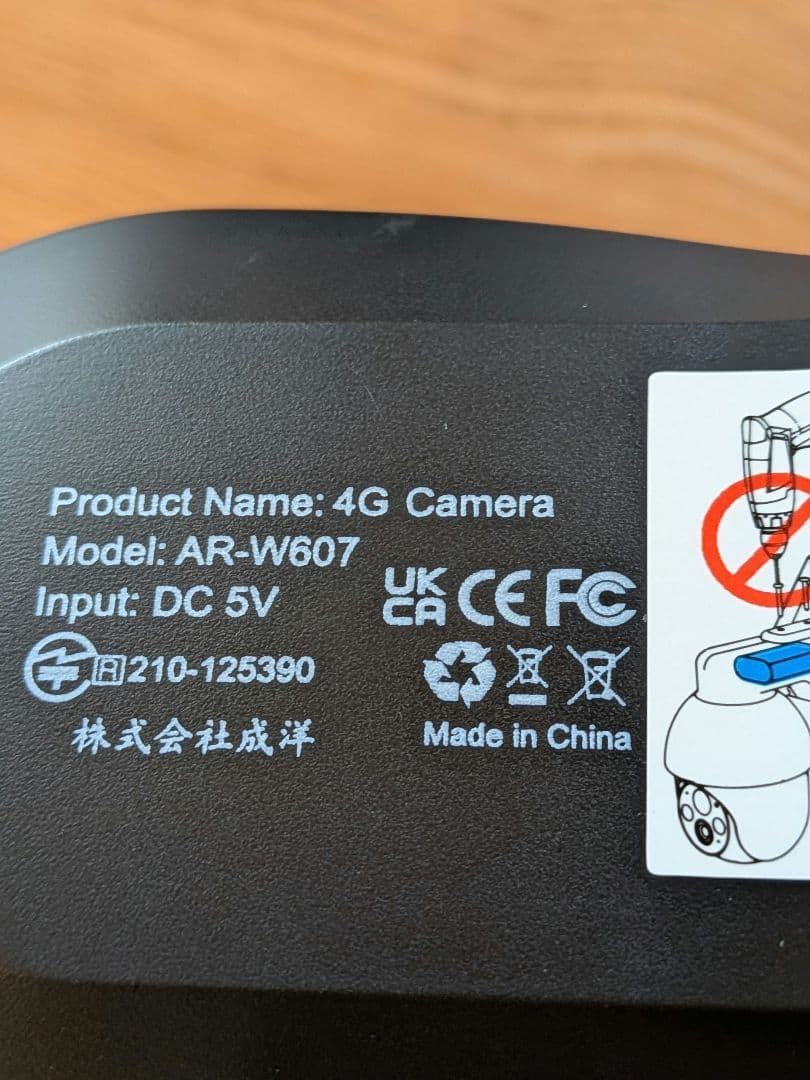 Product Name: 4G Camera
Model: AR-W607
Input: DC 5V
UK
CA CE FC
R 210-125390
株式会社成洋
Made in China